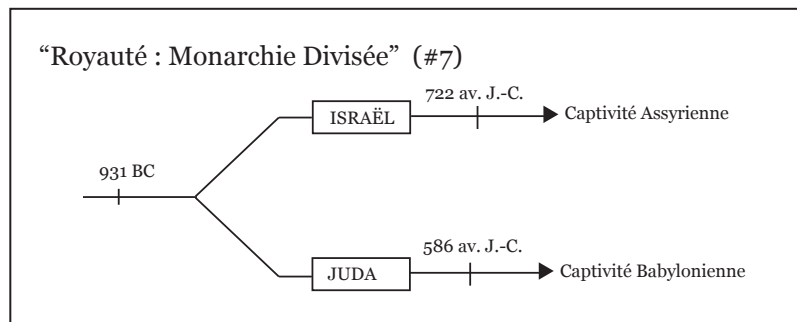 “Royauté : Monarchie Divisée” (#7)
722 av. J.-C.
ISRAËL
Captivité Assyrienne
931 BC
586 av. J.-C.
JUDA
Captivité Babylonienne